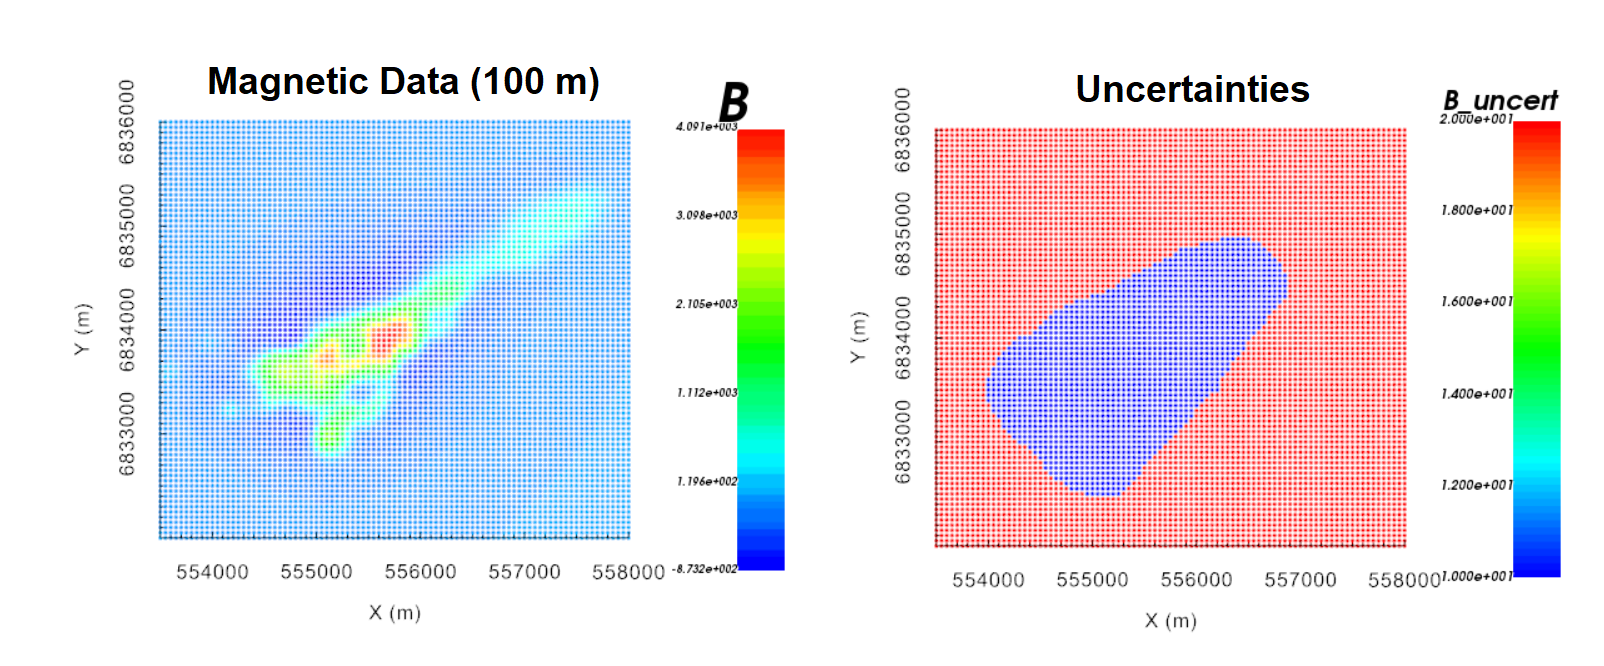 Magnetic Data (100 m)
B
4.091e+003
3.098e+003
2.105e+003
1.112e+003
1.196e+002
-8.732e+002
6836000
6835000
6834000
6833000
Y (m)
554000 555000 556000 557000 558000
X (m)
Uncertainties
B_uncert
2.000e+001
1.800e+001
1.600e+001
1.400e+001
1.200e+001
1.000e+001
6836000
6835000
6834000
6833000
Y (m)
554000 555000 556000 557000 558000
X (m)